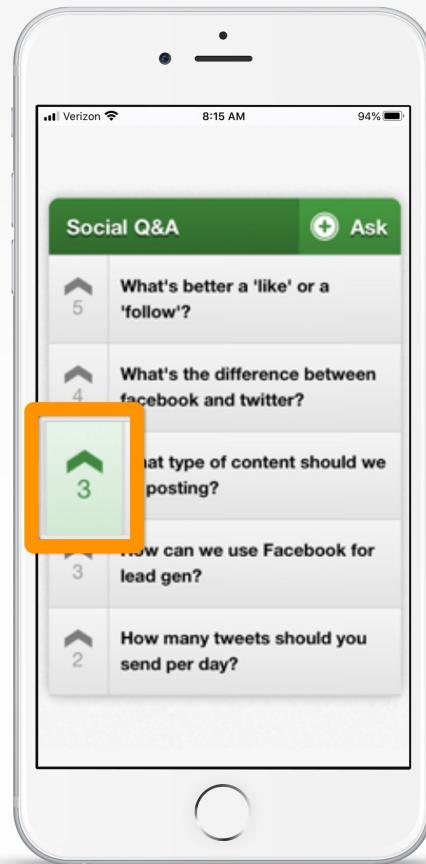 Verizon 8:15 AM 94%
Social Q&A Ask
5 What's better a 'like' or a
'follow'?
4 What's the difference between
facebook and twitter?
3 type of content should we
posting?
3 How can we use Facebook for
lead gen?
2 How many tweets should you
send per day?